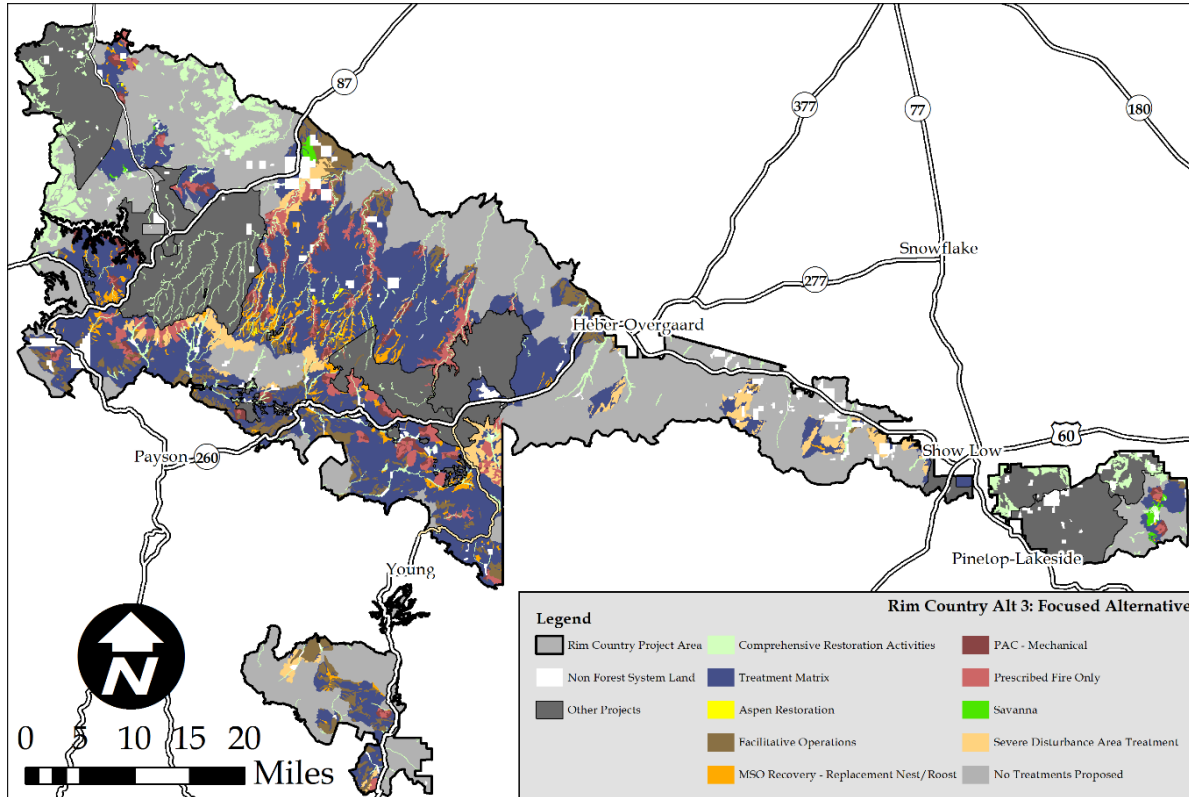 87
377
77
180
Snowflake
277
Heber-Overgaard
60
Show Low
Payson
260
Pinetop-Lakeside
Young
Rim Country Alt 3: Focused Alternative
Legend
Rim Country Project Area
Comprehensive Restoration Activities
PAC - Mechanical
Non Forest System Land
Treatment Matrix
Prescribed Fire Only
Other Projects
Aspen Restoration
Savanna
Facilitative Operations
Severe Disturbance Area Treatment
MSO Recovery - Replacement Nest/Roost
No Treatments Proposed
N
0 5 10 15 20
Miles